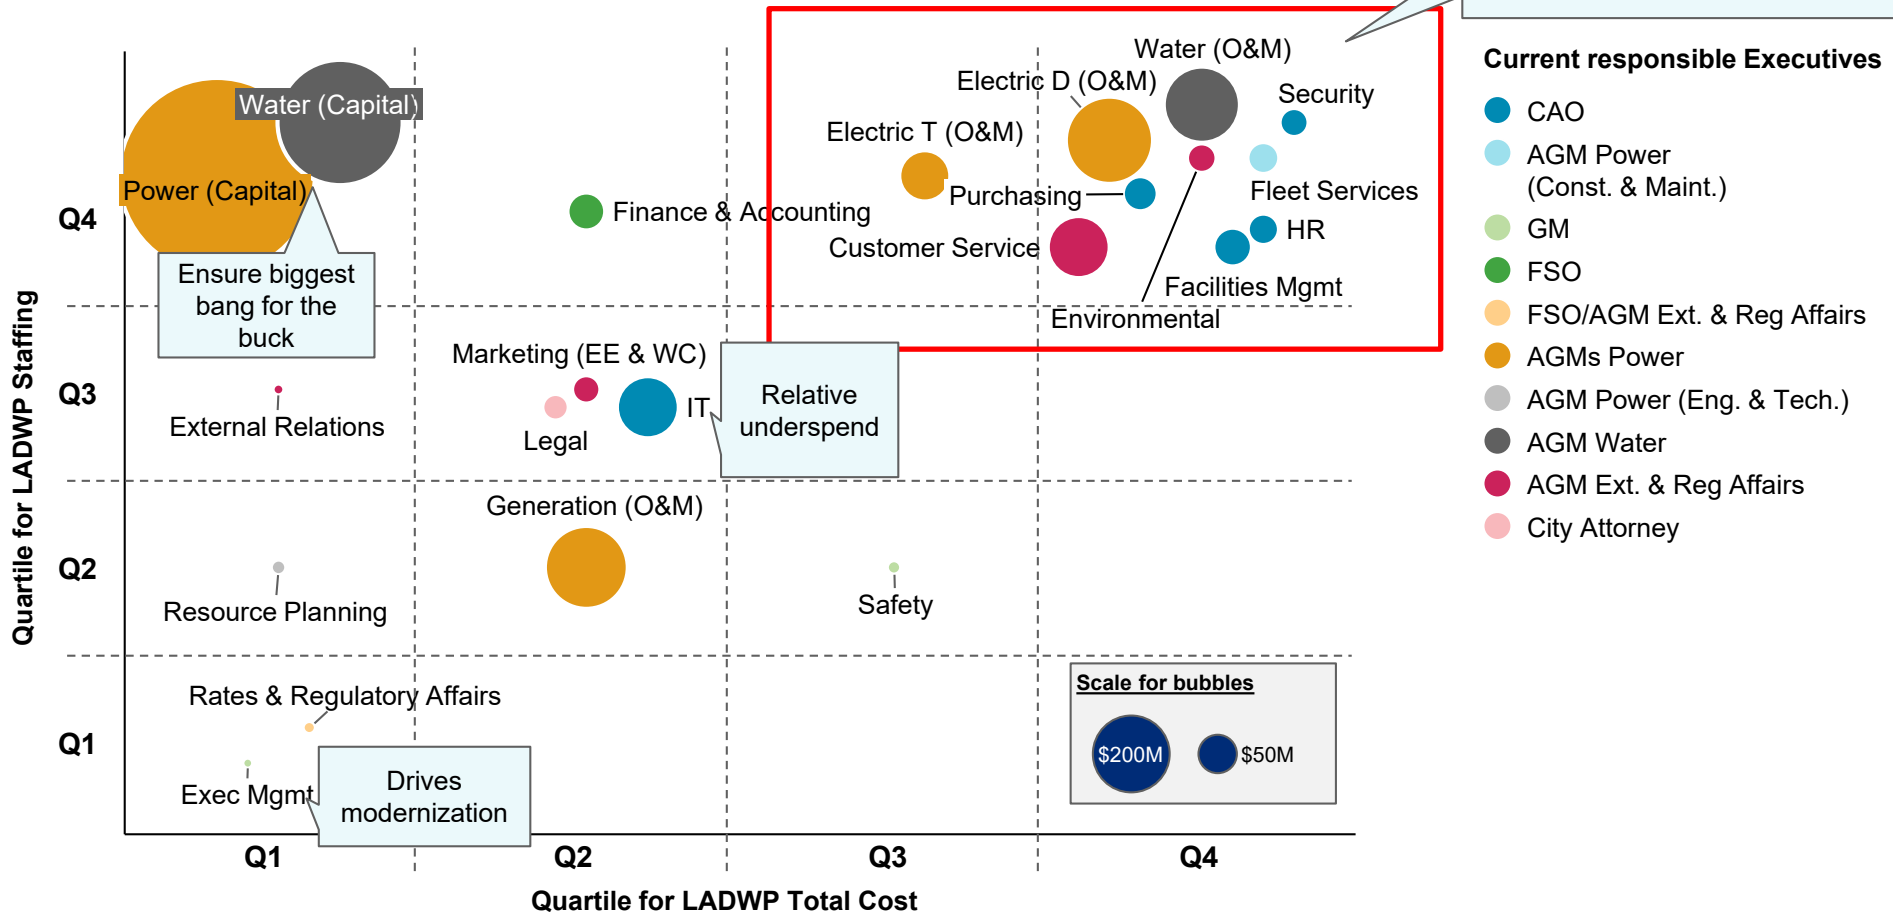 Water (O&M)
Electric D (O&M)
Security
Water (Capital)
Electric T (O&M)
Power (Capital)
Purchasing
Fleet Services
Q4
Finance & Accounting
HR
Customer Service
Facilities Mgmt
Environmental
Ensure biggest
bang for the
buck
Marketing (EE & WC)
Q3
IT
Relative
underspend
External Relations
Legal
Generation (O&M)
Q2
Resource Planning
Safety
Rates & Regulatory Affairs
Q1
Exec Mgmt
Drives
modernization
Scale for bubbles
$200M
$50M
Q1
Q2
Q3
Q4
Quartile for LADWP Total Cost
Quartile for LADWP Staffing
Current responsible Executives
CAO
AGM Power
(Const. & Maint.)
GM
FSO
FSO/AGM Ext. & Reg Affairs
AGMs Power
AGM Power (Eng. & Tech.)
AGM Water
AGM Ext. & Reg Affairs
City Attorney